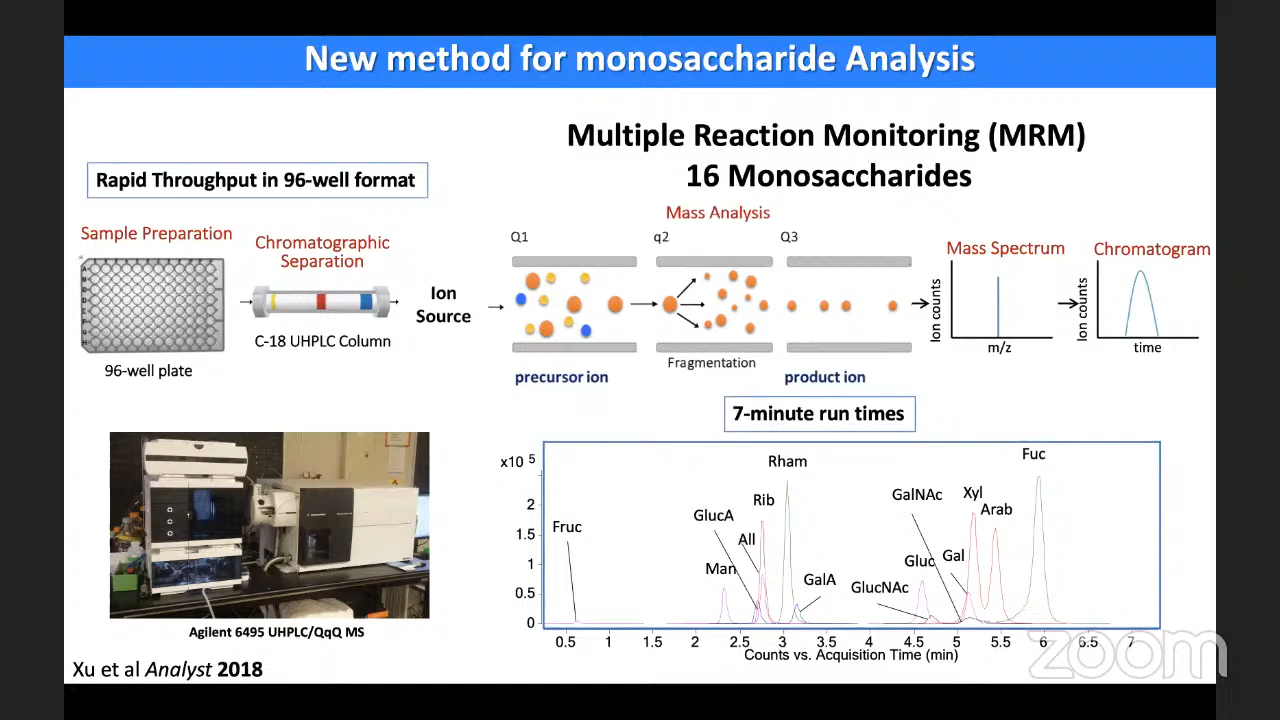 New method for monosaccharide Analysis
Multiple Reaction Monitoring (MRM)
16 Monosaccharides
Rapid Throughput in 96-well format
Sample Preparation
96-well plate
Chromatographic
Separation
C-18 UHPLC Column
Ion
Source
Mass Analysis
Q1
q2
Q3
Fragmentation
precursor ion
product ion
Mass Spectrum
Ion counts
m/z
Chromatogram
Ion counts
time
7-minute run times
Agilent 6495 UHPLC/QqQ MS
x10 5
2
1.5
1
0.5
0
Fruc
Man
GlucA
All
Rib
Rham
GalA
GlucNAc
Gluc
GalNAc
Gal
Xyl
Arab
Fuc
0.5 1 1.5 2 2.5 3 3.5 4 4.5 5 5.5 6 6.5 7
Counts vs. Acquisition Time (min)
Xu et al Analyst 2018
zoom